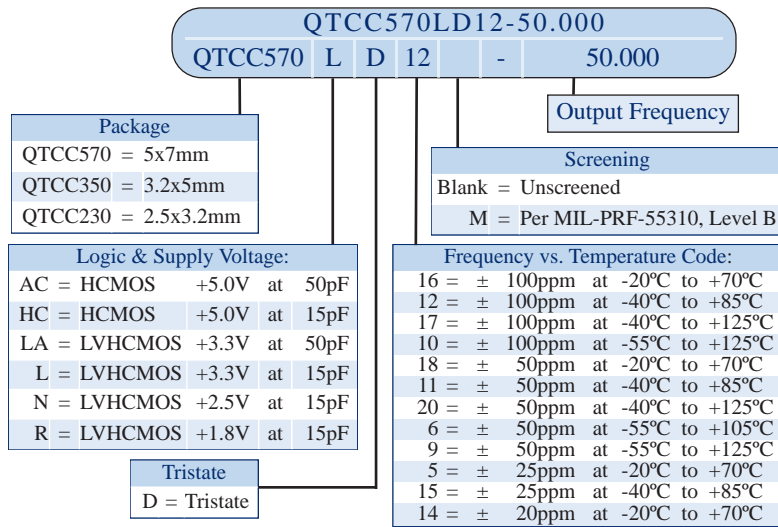 QTCC570LD12-50.000
QTCC570 L D 12 - 50.000
Output Frequency
Package
QTCC570 = 5x7mm
QTCC350 = 3.2x5mm
QTCC230 = 2.5x3.2mm
Screening
Blank = Unscreened
M = Per MIL-PRF-55310, Level B
Logic & Supply Voltage:
AC = HCMOS +5.0V at 50pF
HC = HCMOS +5.0V at 15pF
LA = LVHCMOS +3.3V at 50pF
L = LVHCMOS +3.3V at 15pF
N = LVHCMOS +2.5V at 15pF
R = LVHCMOS +1.8V at 15pF
Tristate
D = Tristate
Frequency vs. Temperature Code:
16 = ± 100ppm at -20ºC to +70ºC
12 = ± 100ppm at -40ºC to +85ºC
17 = ± 100ppm at -40ºC to +125ºC
10 = ± 100ppm at -55ºC to +125ºC
18 = ± 50ppm at -20ºC to +70ºC
11 = ± 50ppm at -40ºC to +85ºC
20 = ± 50ppm at -40ºC to +125ºC
6 = ± 50ppm at -55ºC to +105ºC
9 = ± 50ppm at -55ºC to +125ºC
5 = ± 25ppm at -20ºC to +70ºC
15 = ± 25ppm at -40ºC to +85ºC
14 = ± 20ppm at -20ºC to +70ºC